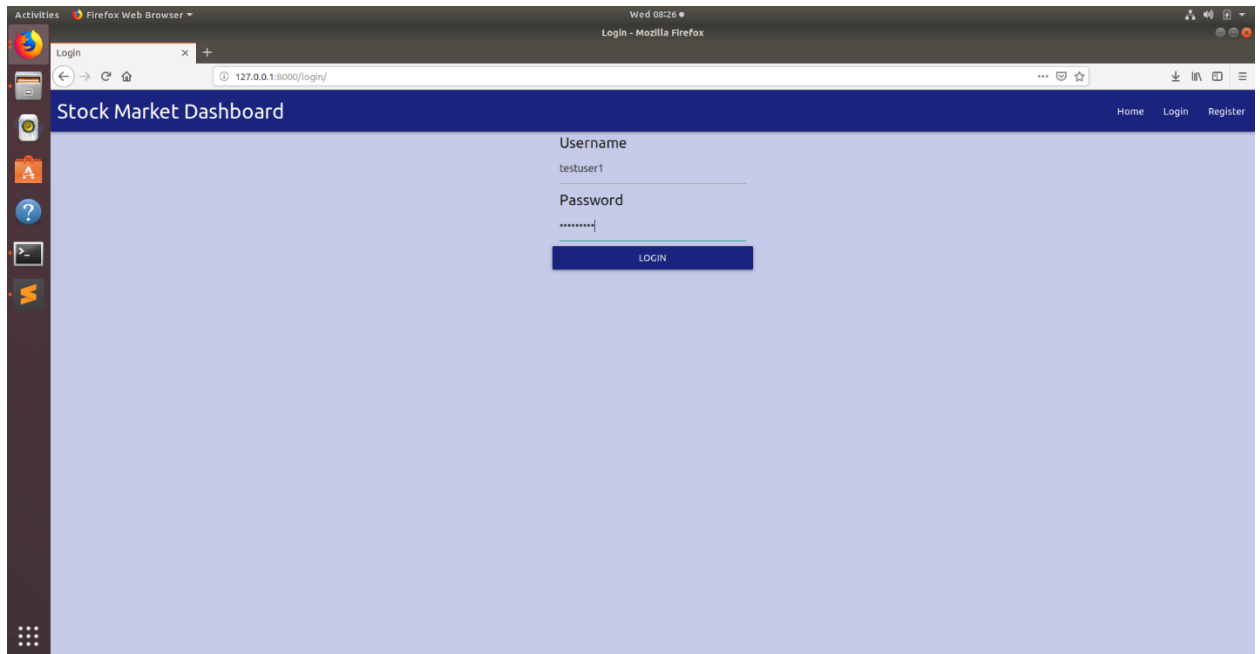 Activities Firefox Web Browser Wed 08:26
Login - Mozilla Firefox
Login
127.0.0.1:8000/login/
Stock Market Dashboard Home Login Register
Username
testuser1
Password
•••••••••
LOGIN